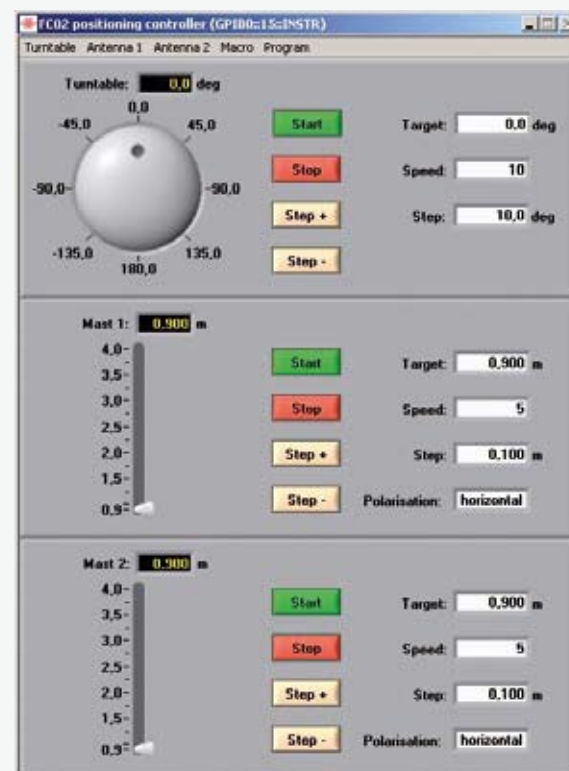 TC02 positioning controller (GPIB0::15::INSTR)
Turntable Antenna 1 Antenna 2 Macro Program
Turntable: 0,0 deg
0,0
-45,0 45,0
-90,0 -90,0
-135,0 135,0
180,0
Start Target: 0,0 deg
Stop Speed: 10
Step + Step: 10,0 deg
Step -
Mast 1: 0.900 m
4,0
3,5
3,0
2,5
2,0
1,5
0,9
Start Target: 0,900 m
Stop Speed: 5
Step + Step: 0,100 m
Step - Polarisation: horizontal
Mast 2: 0.900 m
4,0
3,5
3,0
2,5
2,0
1,5
0,9
Start Target: 0,900 m
Stop Speed: 5
Step + Step: 0,100 m
Step - Polarisation: horizontal